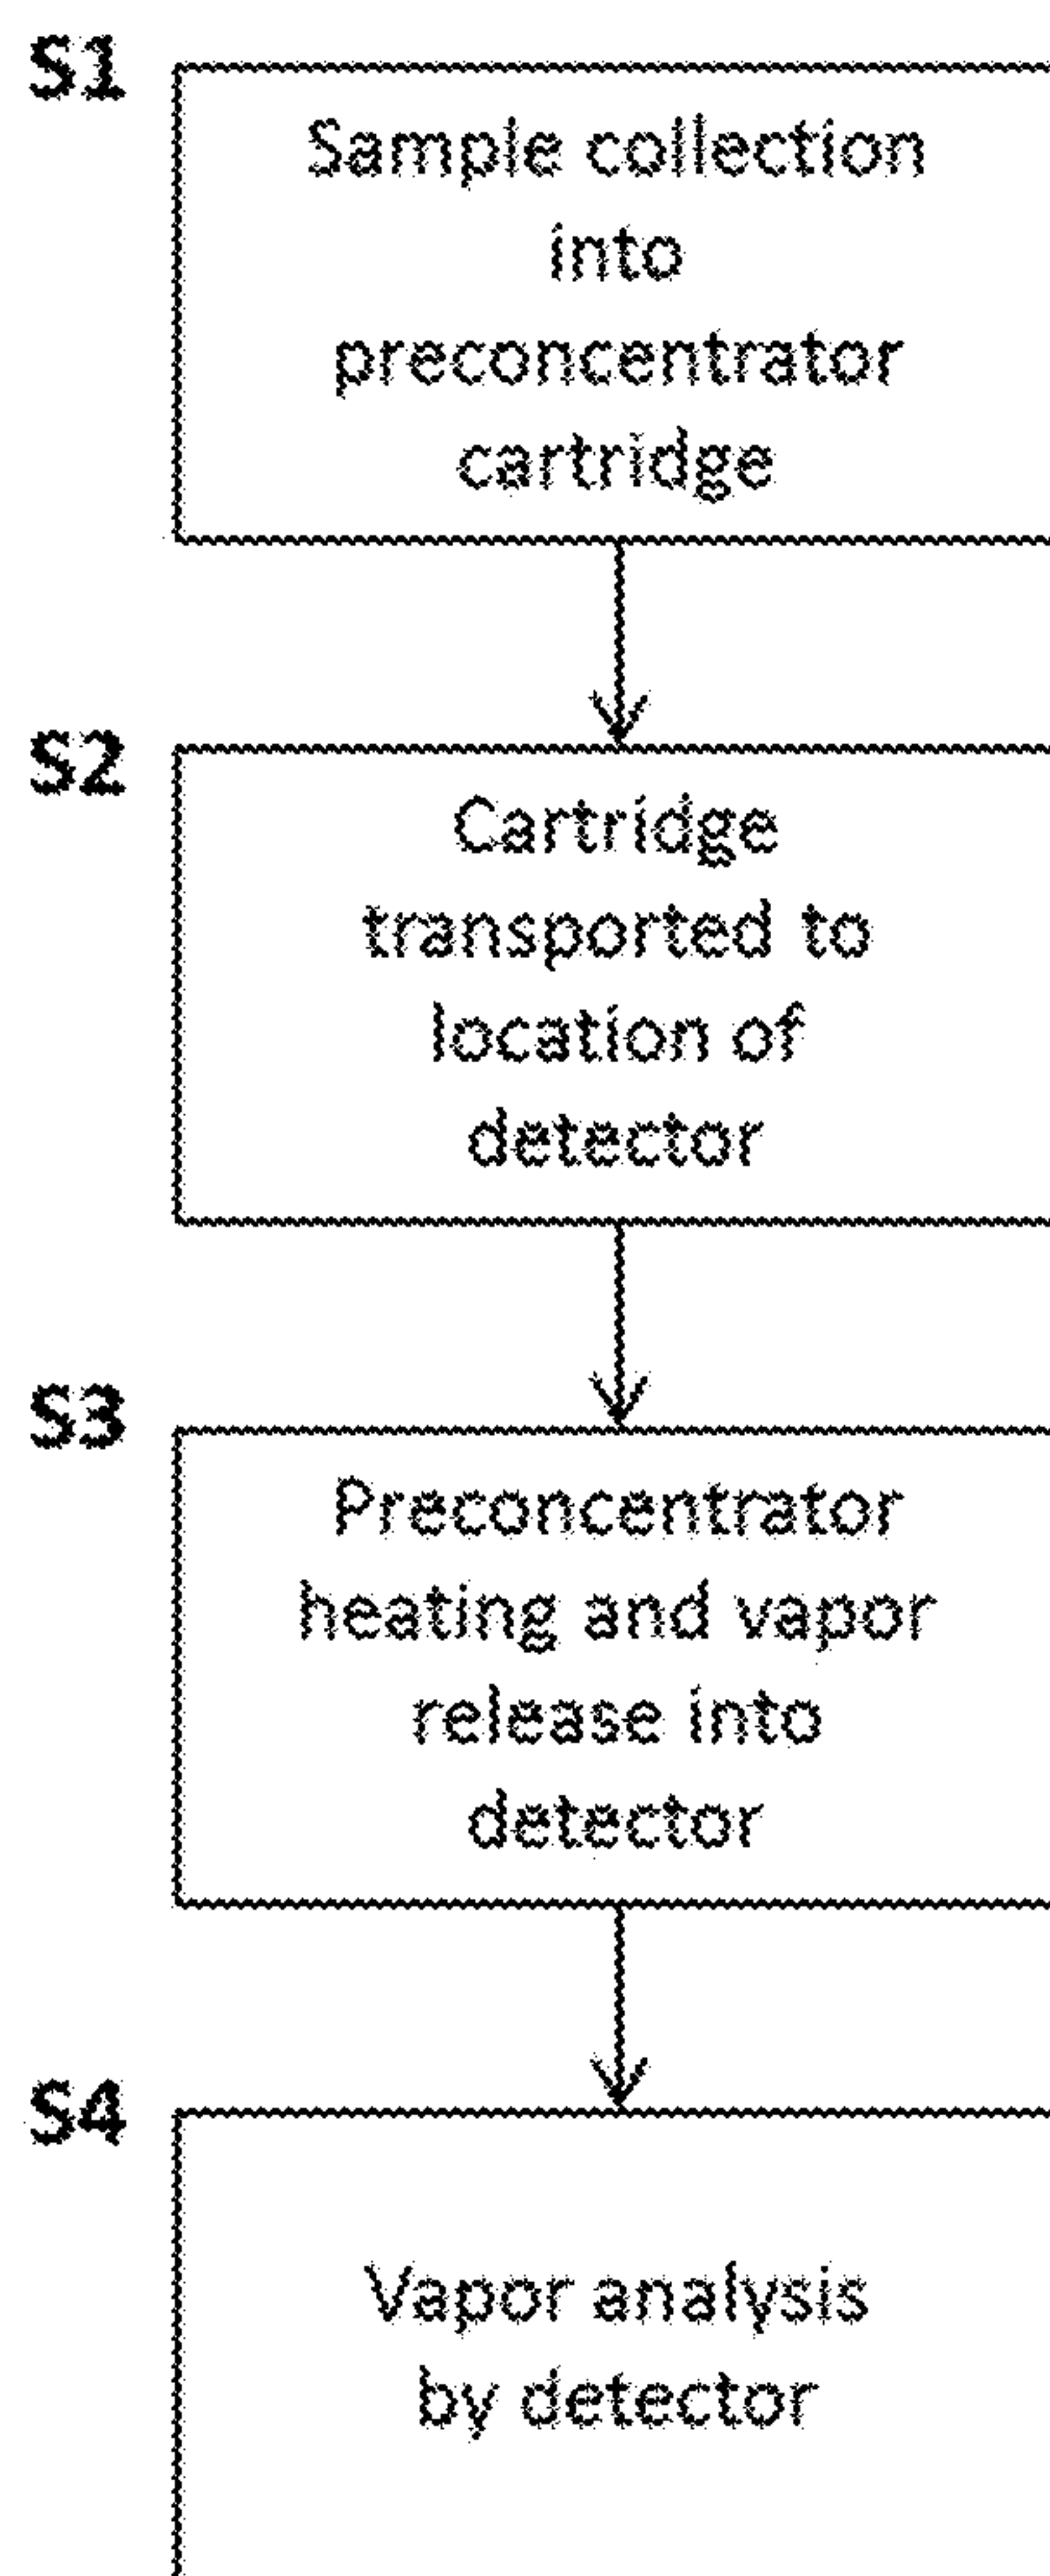 S1
Sample collection
into
preconcentrator
cartridge
S2
Cartridge
transported to
location of
detector
S3
Preconcentrator
heating and vapor
release into
detector
S4
Vapor analysis
by detector